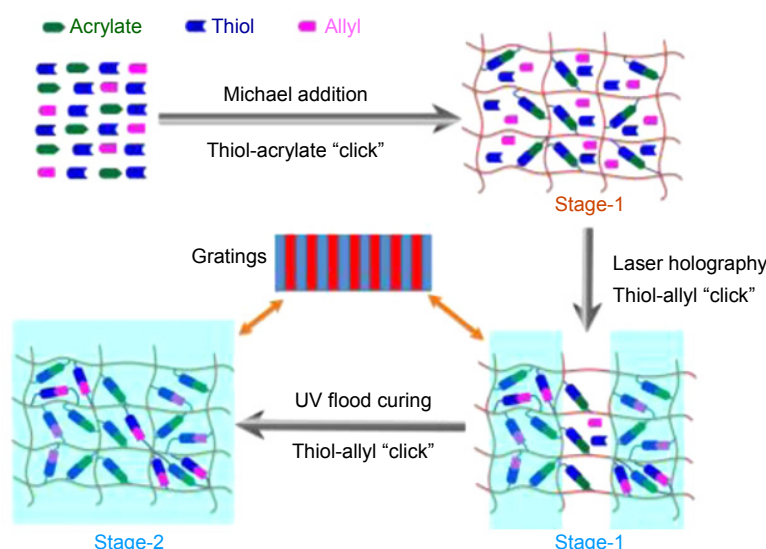 Acrylate Thiol Allyl
Michael addition
Thiol-acrylate “click”
Stage-1
Gratings
Laser holography
Thiol-allyl “click”
UV flood curing
Thiol-allyl “click”
Stage-2
Stage-1